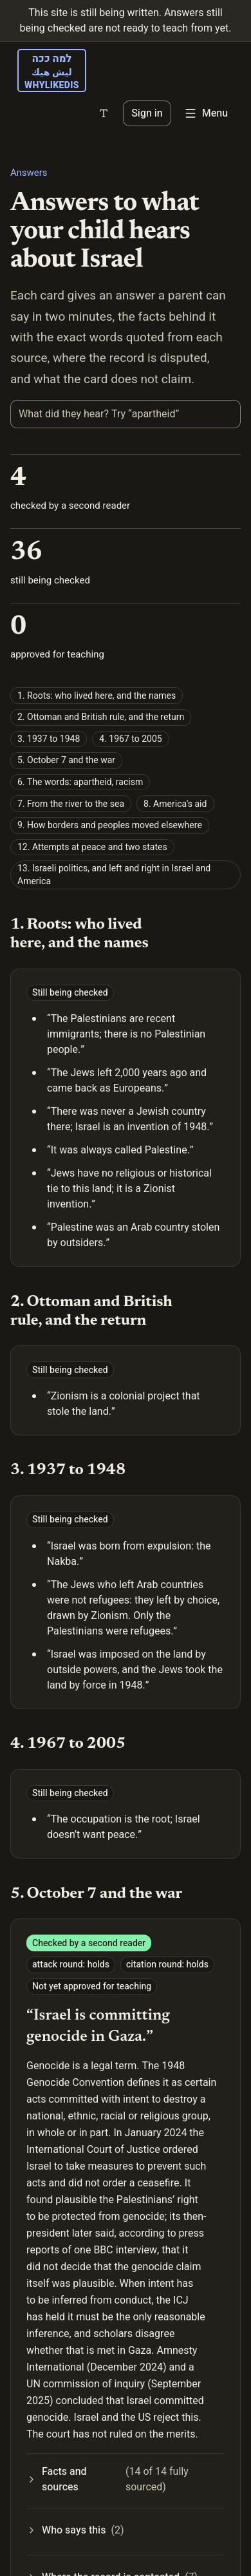 This site is still being written. Answers still
being checked are not ready to teach from yet.
למה ככה
ليش هيك
WHYLIKEDIS
T
Sign in
Menu
Answers
Answers to what
your child hears
about Israel
Each card gives an answer a parent can
say in two minutes, the thinking behind it
with the exact words quoted from each
source, where the record is disputed,
and what the card does not claim.
What did they hear? Try “apartheid”
4
checked by a second reader
36
still being checked
0
approved for teaching
1. Roots: who lived here, and the names
2. Ottoman and British rule, and the return
3. 1937 to 1948
4. 1967 to 2005
5. October 7 and the war
6. The words: apartheid, racism
7. From the river to the sea
8. America’s aid
9. How borders and peoples moved elsewhere
12. Attempts at peace and two states
13. Israeli politics, and left and right in Israel and
America
1. Roots: who lived
here, and the names
Still being checked
• “The Palestinians are recent
immigrants; there is no Palestinian
people.”
• “The Jews left 2,000 years ago and
came back as Europeans.”
• “There was never a Jewish country
there; Israel is an invention of 1948.”
• “It was always called Palestine.”
• “Jews have no religious or historical
tie to this land; it is a Zionist
invention.”
• “Palestine was an Arab country stolen
by outsiders.”
2. Ottoman and British
rule, and the return
Still being checked
• “Zionism is a colonial project that
stole the land.”
3. 1937 to 1948
Still being checked
• “Israel was born from expulsion: the
Nakba.”
• “The Jews who left Arab countries
were not refugees: they left by choice,
drawn by Zionism. Only the
Palestinians were refugees.”
• “Israel was imposed on the land by
outside powers, and the Jews took the
land by force in 1948.”
4. 1967 to 2005
Still being checked
• “The occupation is the root; Israel
doesn’t want peace.”
5. October 7 and the war
Checked by a second reader
attack round: holds
citation round: holds
Not yet approved for teaching
“Israel is committing
genocide in Gaza.”
Genocide is a legal term. The 1948
Genocide Convention defines it as certain
acts committed with intent to destroy a
national, ethnic, racial or religious group,
in whole or in part. In January 2024 the
International Court of Justice ordered
Israel to take measures to prevent such
acts and did not order a ceasefire. It
found plausible the Palestinians’ right
to be protected from genocide; its then-
president later said, according to press
reports of one BBC interview, that it
did not decide that the genocide claim
itself was plausible. When intent has
to be inferred from conduct, the ICJ
has held it must be the only reasonable
inference, and scholars disagree
whether that is met in Gaza. Amnesty
International (December 2024) and a
UN commission of inquiry (September
2025) concluded that Israel committed
genocide. Israel and the US reject this.
The court has not ruled on the merits.
Facts and
sources
(14 of 14 fully
sourced)
Who says this (2)